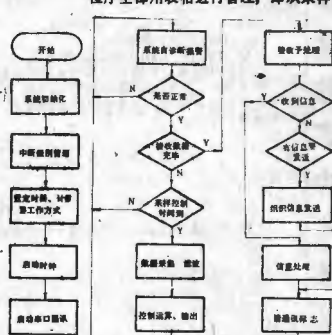 程序全部用表格进行管理，即以采样
开始
系统初始化
中断级别管理
置定时器、计数
器工作方式
启动时钟
启动串口通讯
系统自诊断报警
N
是否正常
Y
接收数据
完毕
Y
N
采样控制
时间到
Y
数据采集
滤波
控制运算、输出
接收予处理
N
收到信息
Y
有信息要
发送
N
Y
组织信息发送
信息处理
清通讯标志